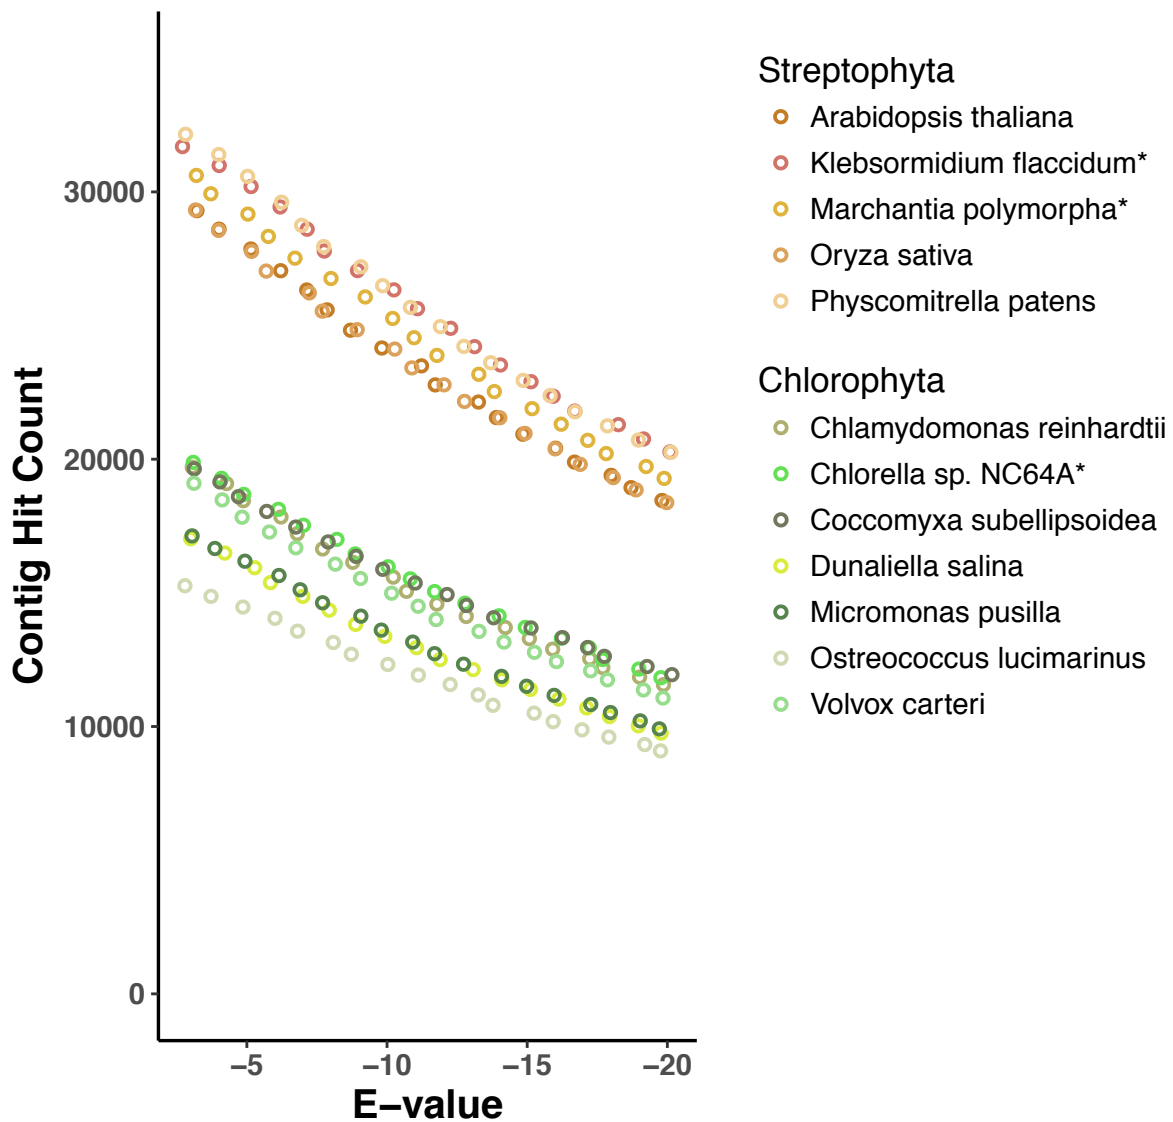 Contig Hit Count
30000
20000
10000
0
−5
−10
−15
−20
E−value
Streptophyta
Arabidopsis thaliana
Klebsormidium flaccidum*
Marchantia polymorpha*
Oryza sativa
Physcomitrella patens
Chlorophyta
Chlamydomonas reinhardtii
Chlorella sp. NC64A*
Coccomyxa subellipsoidea
Dunaliella salina
Micromonas pusilla
Ostreococcus lucimarinus
Volvox carteri